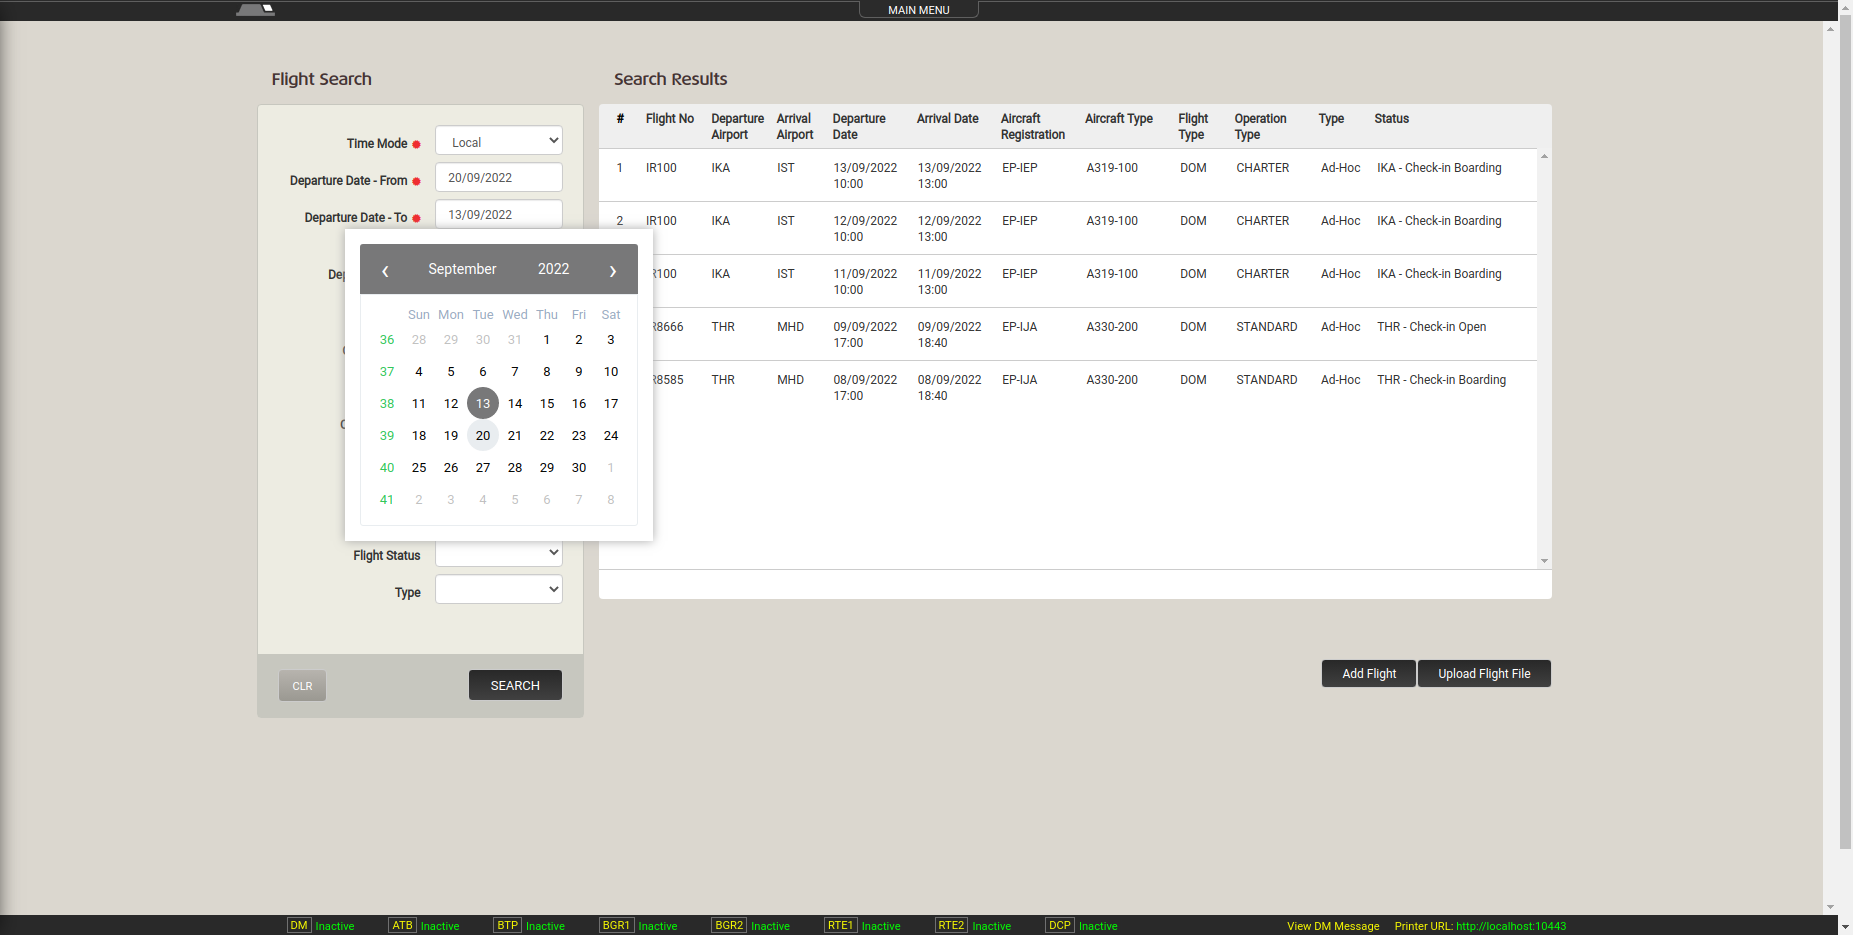 MAIN MENU
Flight Search
Time Mode
Local
Departure Date - From
20/09/2022
Departure Date - To
13/09/2022
Dep
‹ September 2022 ›
Sun Mon Tue Wed Thu Fri Sat
36 28 29 30 31 1 2 3
37 4 5 6 7 8 9 10
38 11 12 13 14 15 16 17
39 18 19 20 21 22 23 24
40 25 26 27 28 29 30 1
41 2 3 4 5 6 7 8
Flight Status
Type
CLR
SEARCH
Search Results
# Flight No Departure Airport Arrival Airport Departure Date Arrival Date Aircraft Registration Aircraft Type Flight Type Operation Type Type Status
1 IR100 IKA IST 13/09/2022 10:00 13/09/2022 13:00 EP-IEP A319-100 DOM CHARTER Ad-Hoc IKA - Check-in Boarding
2 IR100 IKA IST 12/09/2022 10:00 12/09/2022 13:00 EP-IEP A319-100 DOM CHARTER Ad-Hoc IKA - Check-in Boarding
R100 IKA IST 11/09/2022 10:00 11/09/2022 13:00 EP-IEP A319-100 DOM CHARTER Ad-Hoc IKA - Check-in Boarding
R8666 THR MHD 09/09/2022 17:00 09/09/2022 18:40 EP-IJA A330-200 DOM STANDARD Ad-Hoc THR - Check-in Open
R8585 THR MHD 08/09/2022 17:00 08/09/2022 18:40 EP-IJA A330-200 DOM STANDARD Ad-Hoc THR - Check-in Boarding
Add Flight
Upload Flight File
DM Inactive ATB Inactive BTP Inactive BGR1 Inactive BGR2 Inactive RTE1 Inactive RTE2 Inactive DCP Inactive View DM Message Printer URL: http://localhost:10443